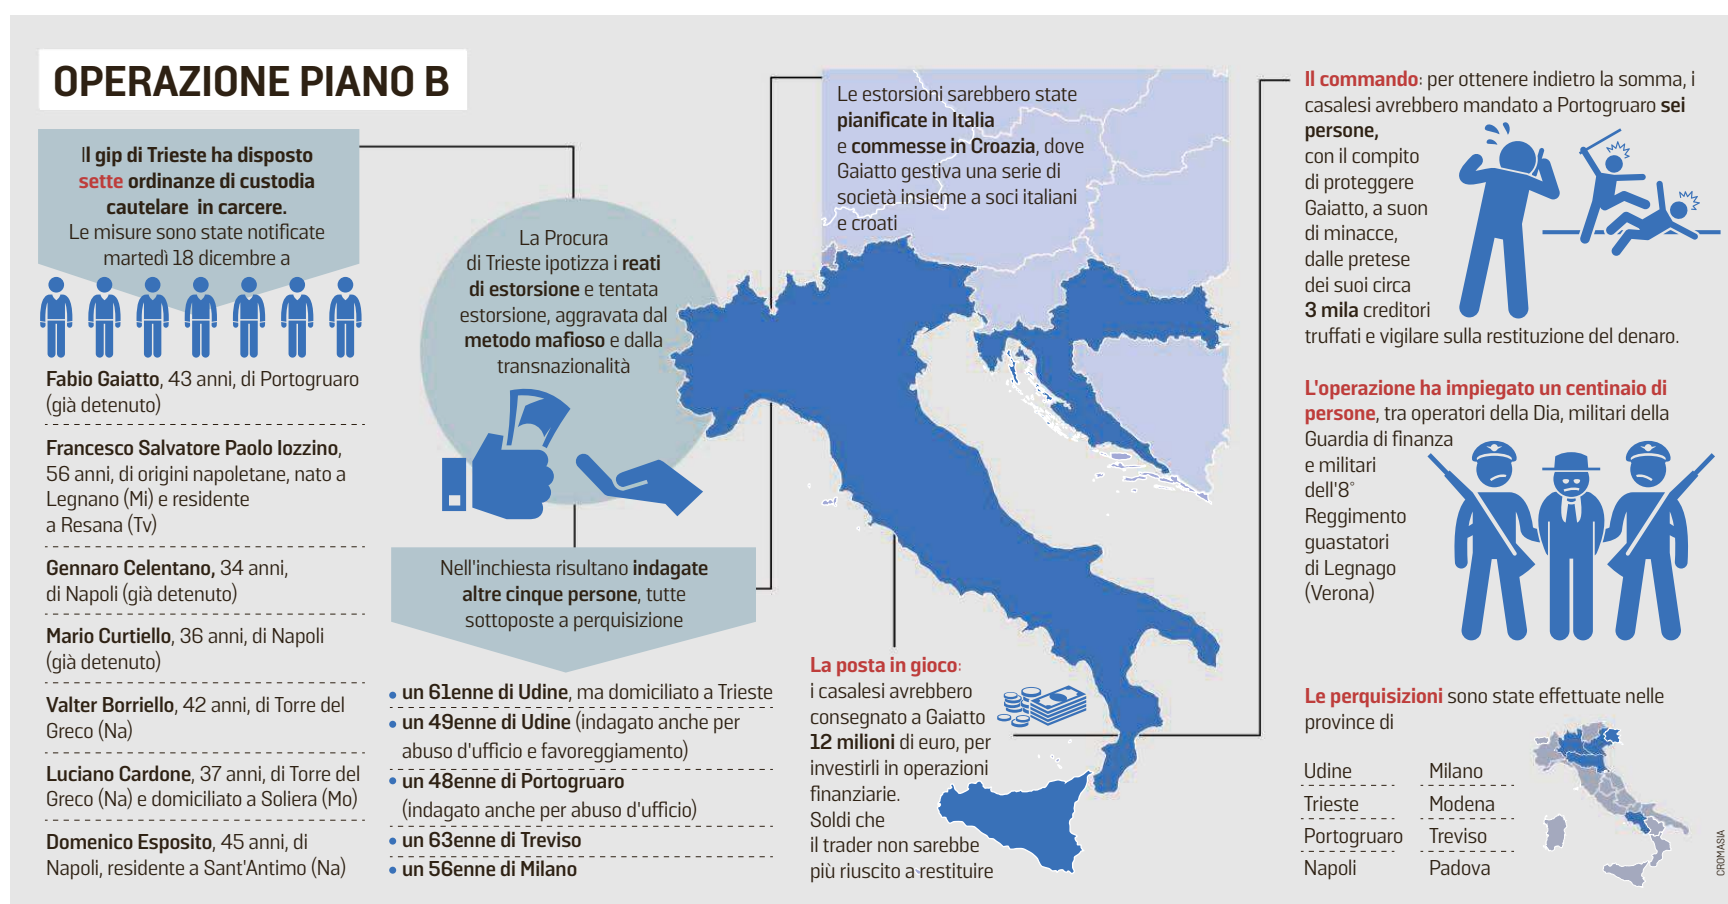 OPERAZIONE PIANO B
Il gip di Trieste ha disposto
sette ordinanze di custodia
cautelare in carcere.
Le misure sono state notificate
martedì 18 dicembre a
Fabio Gaiatto, 43 anni, di Portogruaro
(già detenuto)
Francesco Salvatore Paolo Iozzino,
56 anni, di origini napoletane, nato a
Legnano (Mi) e residente
a Resana (Tv)
Gennaro Celentano, 34 anni,
di Napoli (già detenuto)
Mario Curtiello, 36 anni, di Napoli
(già detenuto)
Valter Borriello, 42 anni, di Torre del
Greco (Na)
Luciano Cardone, 37 anni, di Torre del
Greco (Na) e domiciliato a Soliera (Mo)
Domenico Esposito, 45 anni, di
Napoli, residente a Sant'Antimo (Na)
La Procura
di Trieste ipotizza i reati
di estorsione e tentata
estorsione, aggravata dal
metodo mafioso e dalla
transnazionalità
Nell'inchiesta risultano indagate
altre cinque persone, tutte
sottoposte a perquisizione
• un 61enne di Udine, ma domiciliato a Trieste
• un 49enne di Udine (indagato anche per
abuso d'ufficio e favoreggiamento)
• un 48enne di Portogruaro
(indagato anche per abuso d'ufficio)
• un 63enne di Treviso
• un 56enne di Milano
Le estorsioni sarebbero state
pianificate in Italia
e commesse in Croazia, dove
Gaiatto gestiva una serie di
società insieme a soci italiani
e croati
La posta in gioco:
i casalesi avrebbero
consegnato a Gaiatto
12 milioni di euro, per
investirli in operazioni
finanziarie.
Soldi che
il trader non sarebbe
più riuscito a restituire
Il commando: per ottenere indietro la somma, i
casalesi avrebbero mandato a Portogruaro sei
persone,
con il compito
di proteggere
Gaiatto, a suon
di minacce,
dalle pretese
dei suoi circa
3 mila creditori
truffati e vigilare sulla restituzione del denaro.
L'operazione ha impiegato un centinaio di
persone, tra operatori della Dia, militari della
Guardia di finanza
e militari
dell'8°
Reggimento
guastatori
di Legnago
(Verona)
Le perquisizioni sono state effettuate nelle
province di
Udine
Trieste
Portogruaro
Napoli
Milano
Modena
Treviso
Padova
CROMASIA